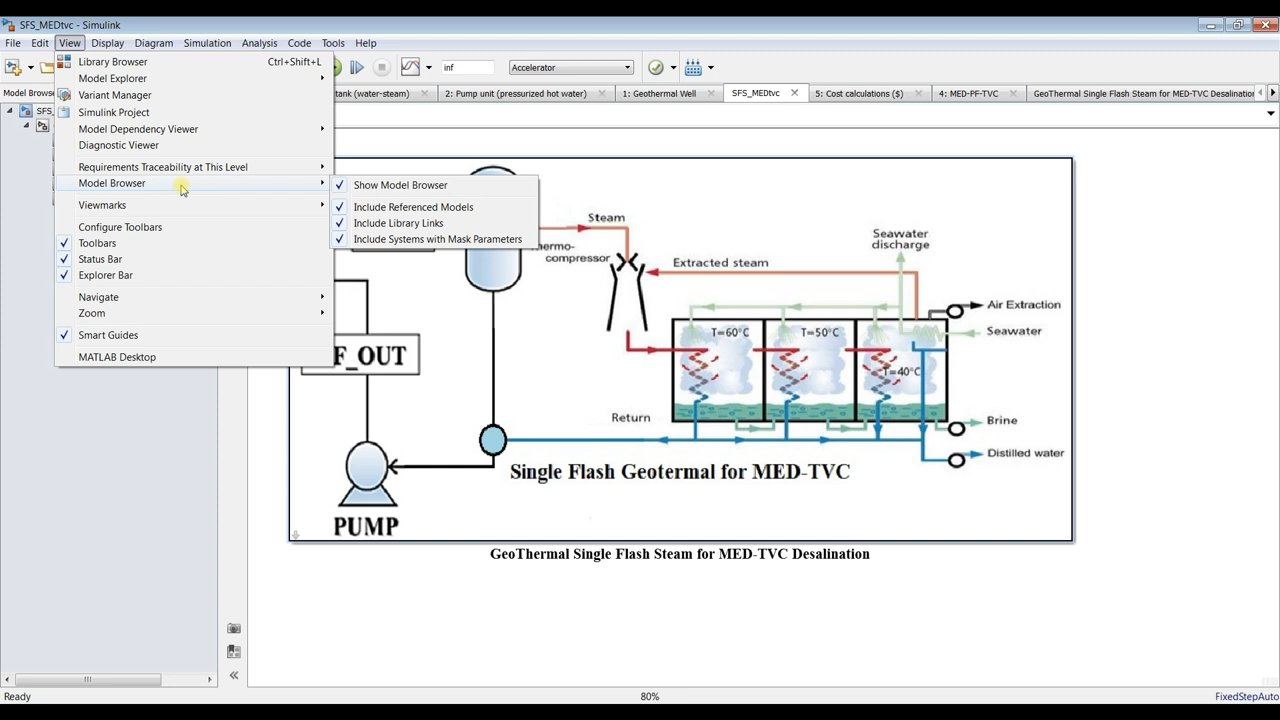 SFS_MEDtvc - Simulink
File Edit View Display Diagram Simulation Analysis Code Tools Help
Library Browser Ctrl+Shift+L
Model Explorer
Variant Manager
Simulink Project
Model Dependency Viewer
Diagnostic Viewer
Requirements Traceability at This Level
Model Browser
Viewmarks
Configure Toolbars
Toolbars
Status Bar
Explorer Bar
Navigate
Zoom
Smart Guides
MATLAB Desktop
Show Model Browser
Include Referenced Models
Include Library Links
Include Systems with Mask Parameters
inf Accelerator
Model Browse
SFS_
tank (water-steam) 2: Pump unit (pressurized hot water) 1: Geothermal Well SFS_MEDtvc 5: Cost calculations ($) 4: MED-PF-TVC GeoThermal Single Flash Steam for MED-TVC Desalination
Steam
compressor
Extracted steam
Seawater
discharge
Air Extraction
Seawater
T=60°C T=50°C
T=40°C
F_OUT
Return
Brine
Distilled water
Single Flash Geotermal for MED-TVC
PUMP
GeoThermal Single Flash Steam for MED-TVC Desalination
Ready 80% FixedStepAuto